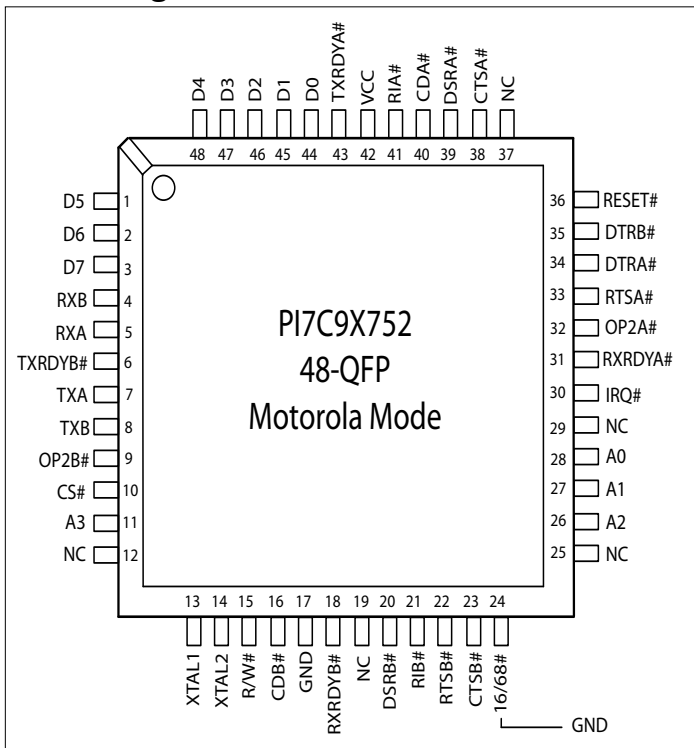 D4 D3 D2 D1 D0 TXRDYA# VCC RIA# CDA# DSRA# CTSA# NC
48 47 46 45 44 43 42 41 40 39 38 37
D5 1
D6 2
D7 3
RXB 4
RXA 5
TXRDYB# 6
TXA 7
TXB 8
OP2B# 9
CS# 10
A3 11
NC 12
PI7C9X752
48-QFP
Motorola Mode
36 RESET#
35 DTRB#
34 DTRA#
33 RTSA#
32 OP2A#
31 RXRDYA#
30 IRQ#
29 NC
28 A0
27 A1
26 A2
25 NC
13 14 15 16 17 18 19 20 21 22 23 24
XTAL1 XTAL2 R/W# CDB# GND RXRDYB# NC DSRB# RIB# RTSB# CTSB# 16/68#
GND